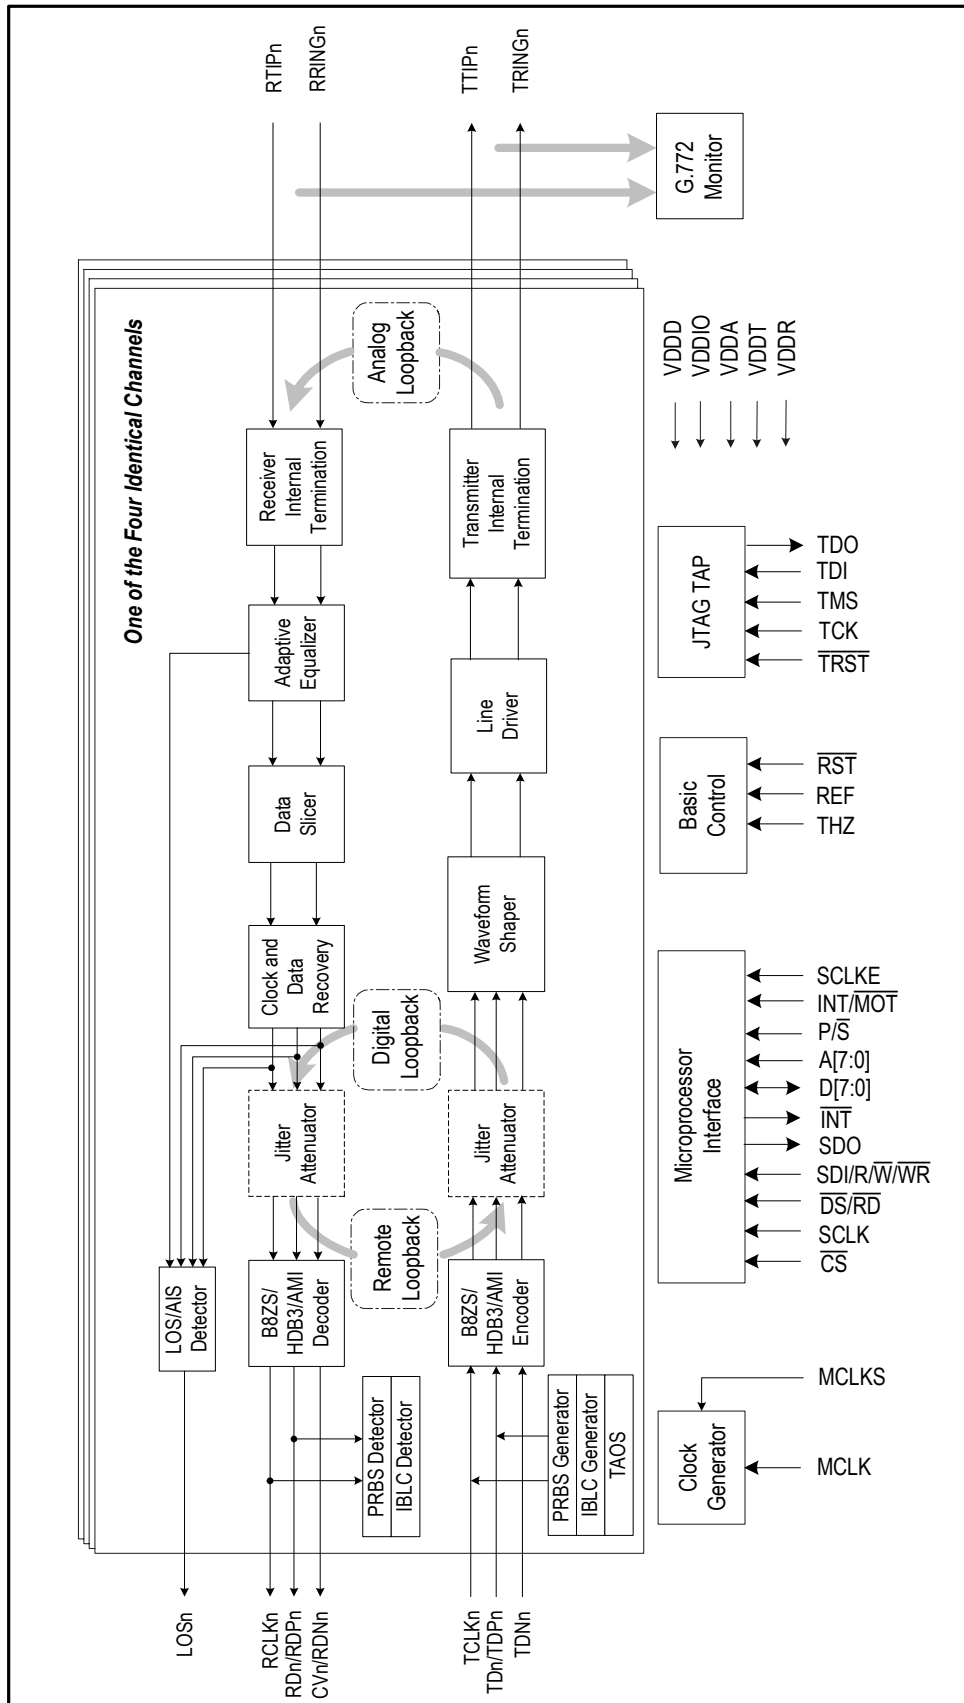 RTIPn
RRINGn
TTIPn
TRINGn
G.772
Monitor
One of the Four Identical Channels
Analog
Loopback
VDDD
VDDIO
VDDA
VDDT
VDDR
Receiver
Internal
Termination
Transmitter
Internal
Termination
JTAG TAP
TDO
TDI
TMS
TCK
TRST
Adaptive
Equalizer
Line
Driver
Data
Slicer
Basic
Control
RST
REF
THZ
Clock and
Data
Recovery
Waveform
Shaper
Digital
Loopback
Jitter
Attenuator
Jitter
Attenuator
Remote
Loopback
Microprocessor
Interface
SCLKE
INT/MOT
P/S
A[7:0]
D[7:0]
INT
SDO
SDI/R/W/WR
DS/RD
SCLK
CS
LOS/AIS
Detector
B8ZS/
HDB3/AMI
Decoder
B8ZS/
HDB3/AMI
Encoder
PRBS Detector
IBLC Detector
PRBS Generator
IBLC Generator
TAOS
Clock
Generator
MCLKS
MCLK
LOSn
RCLKn
RDn/RDPn
CVn/RDNn
TCLKn
TDn/TDPn
TDNn